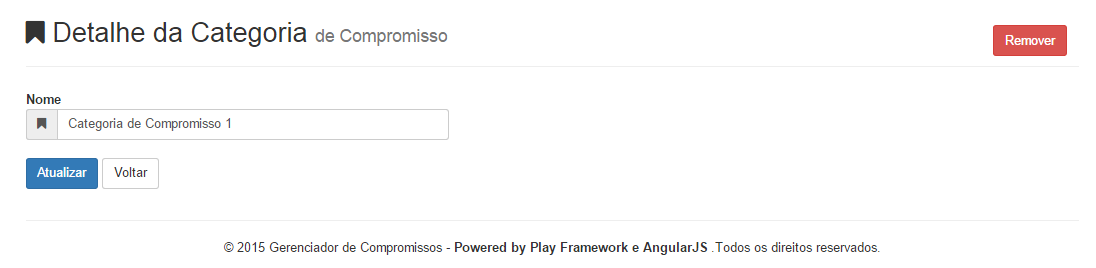 Detalhe da Categoria de Compromisso
Remover
Nome
Categoria de Compromisso 1
Atualizar Voltar
© 2015 Gerenciador de Compromissos - Powered by Play Framework e AngularJS .Todos os direitos reservados.